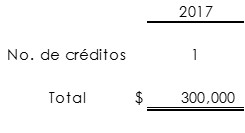 2017
No. de créditos 1
Total $ 300,000